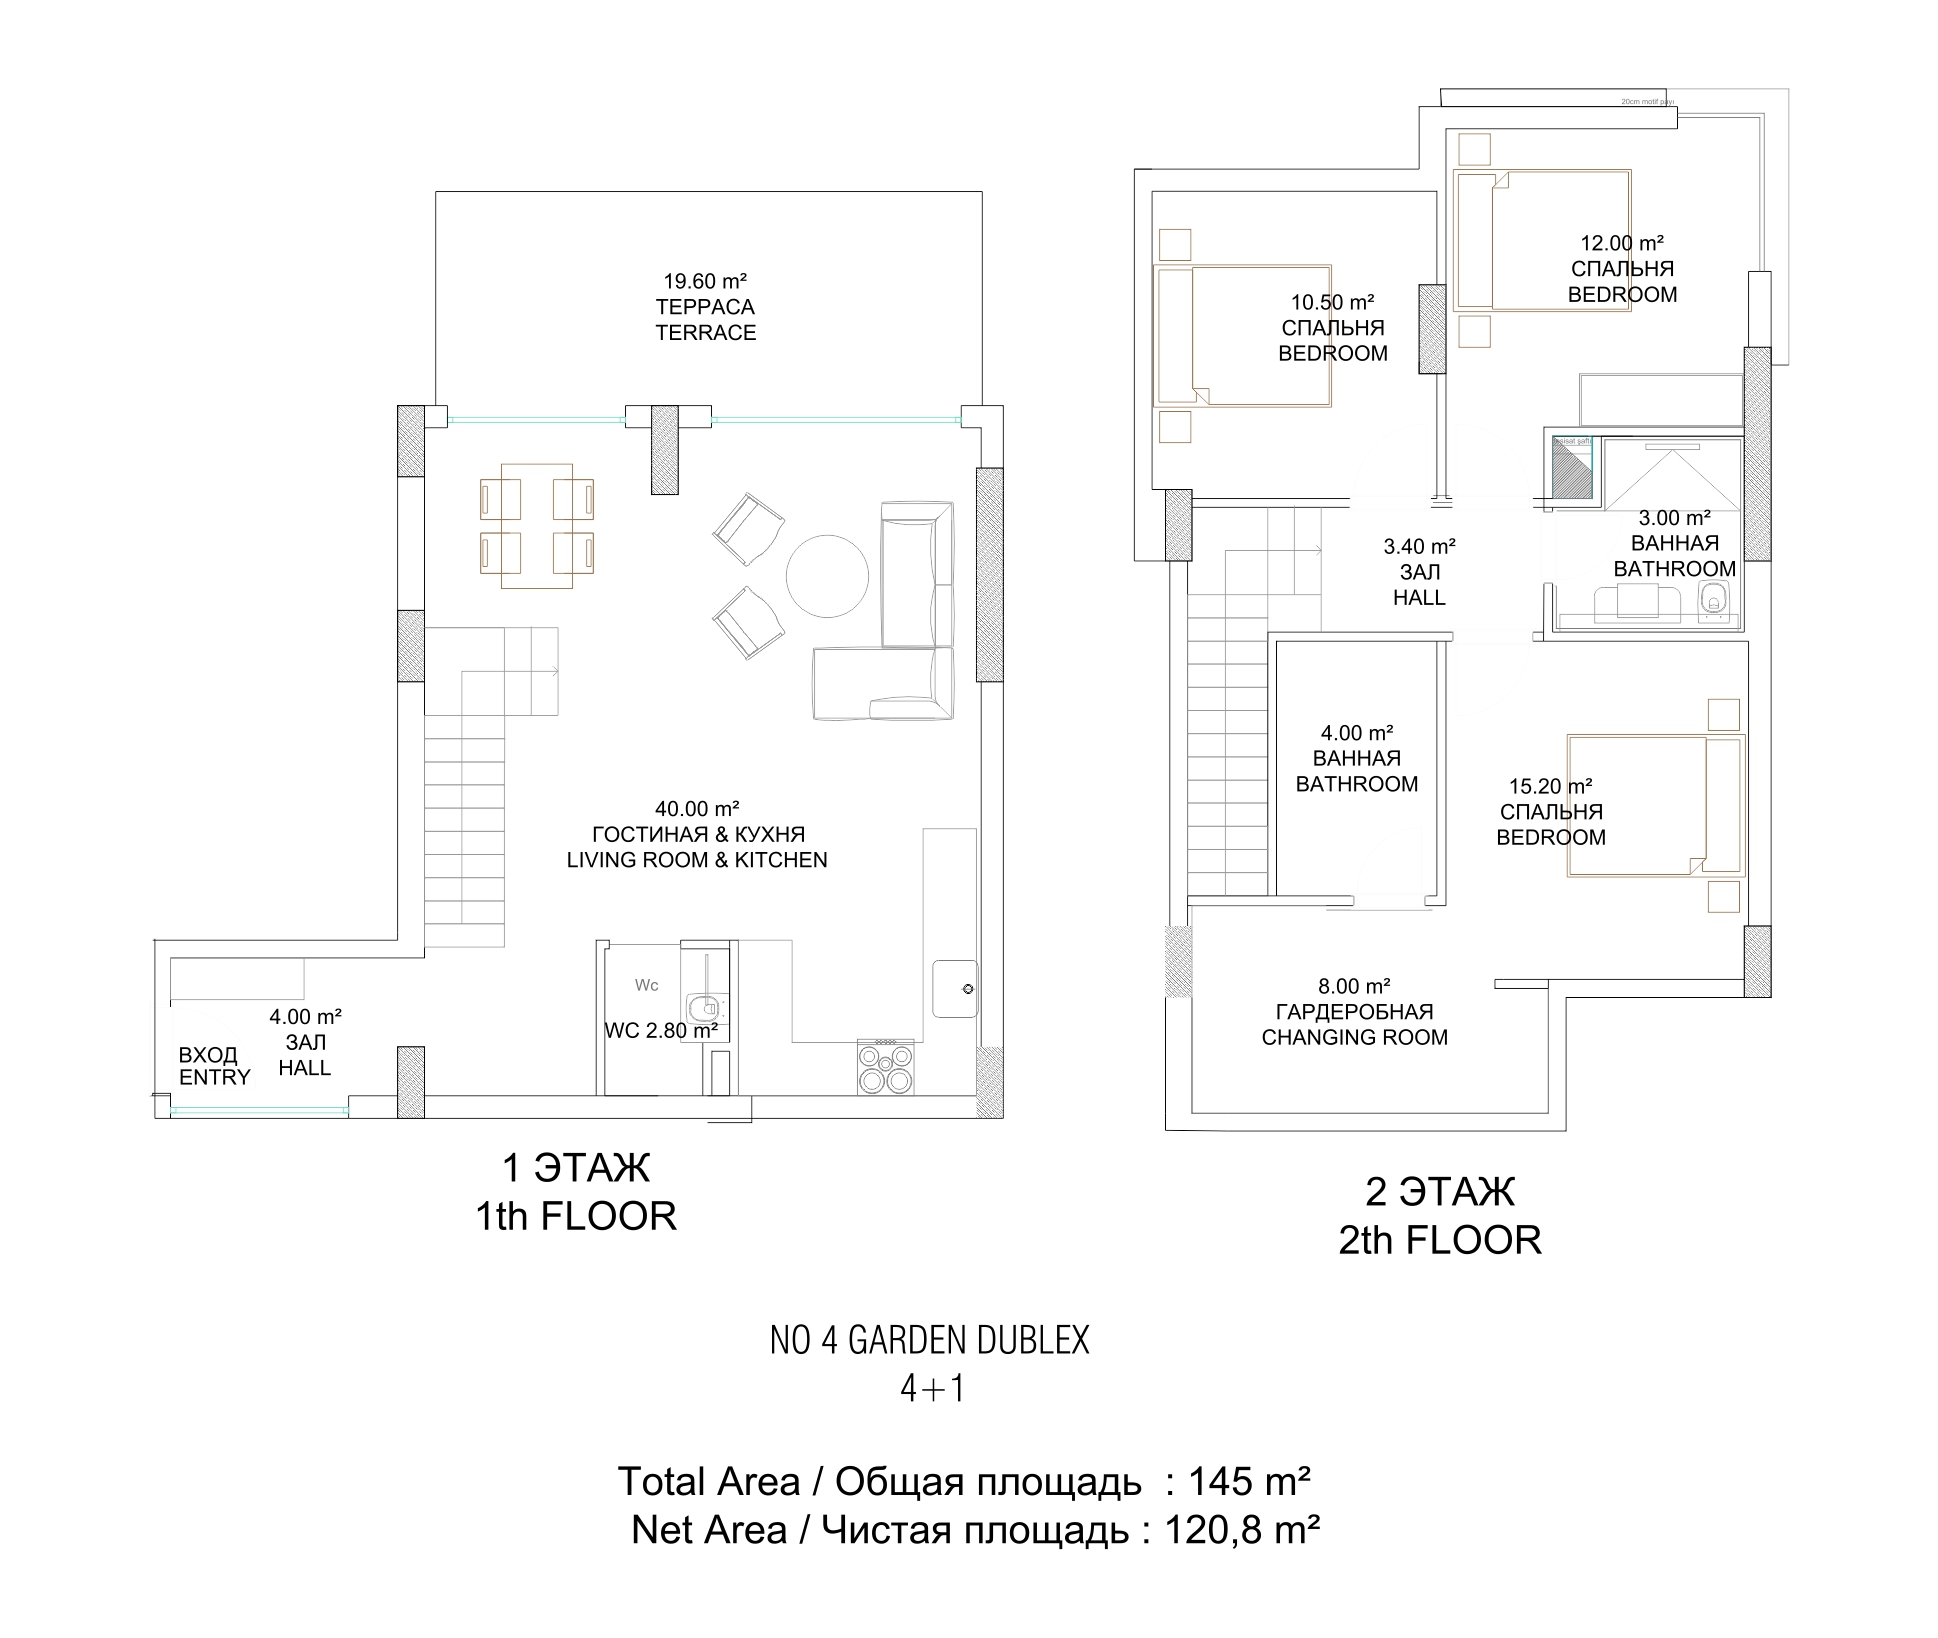 19.60 m²
ТЕРРАСА
TERRACE
40.00 m²
ГОСТИНАЯ & КУХНЯ
LIVING ROOM & KITCHEN
Wc
WC 2.80 m²
4.00 m²
ЗАЛ
HALL
ВХОД
ENTRY
1 ЭТАЖ
1th FLOOR
20cm motif payı
12.00 m²
СПАЛЬНЯ
BEDROOM
10.50 m²
СПАЛЬНЯ
BEDROOM
3.00 m²
ВАННАЯ
BATHROOM
3.40 m²
ЗАЛ
HALL
4.00 m²
ВАННАЯ
BATHROOM
15.20 m²
СПАЛЬНЯ
BEDROOM
8.00 m²
ГАРДЕРОБНАЯ
CHANGING ROOM
2 ЭТАЖ
2th FLOOR
NO 4 GARDEN DUBLEX
4+1
Total Area / Общая площадь : 145 m²
Net Area / Чистая площадь : 120,8 m²